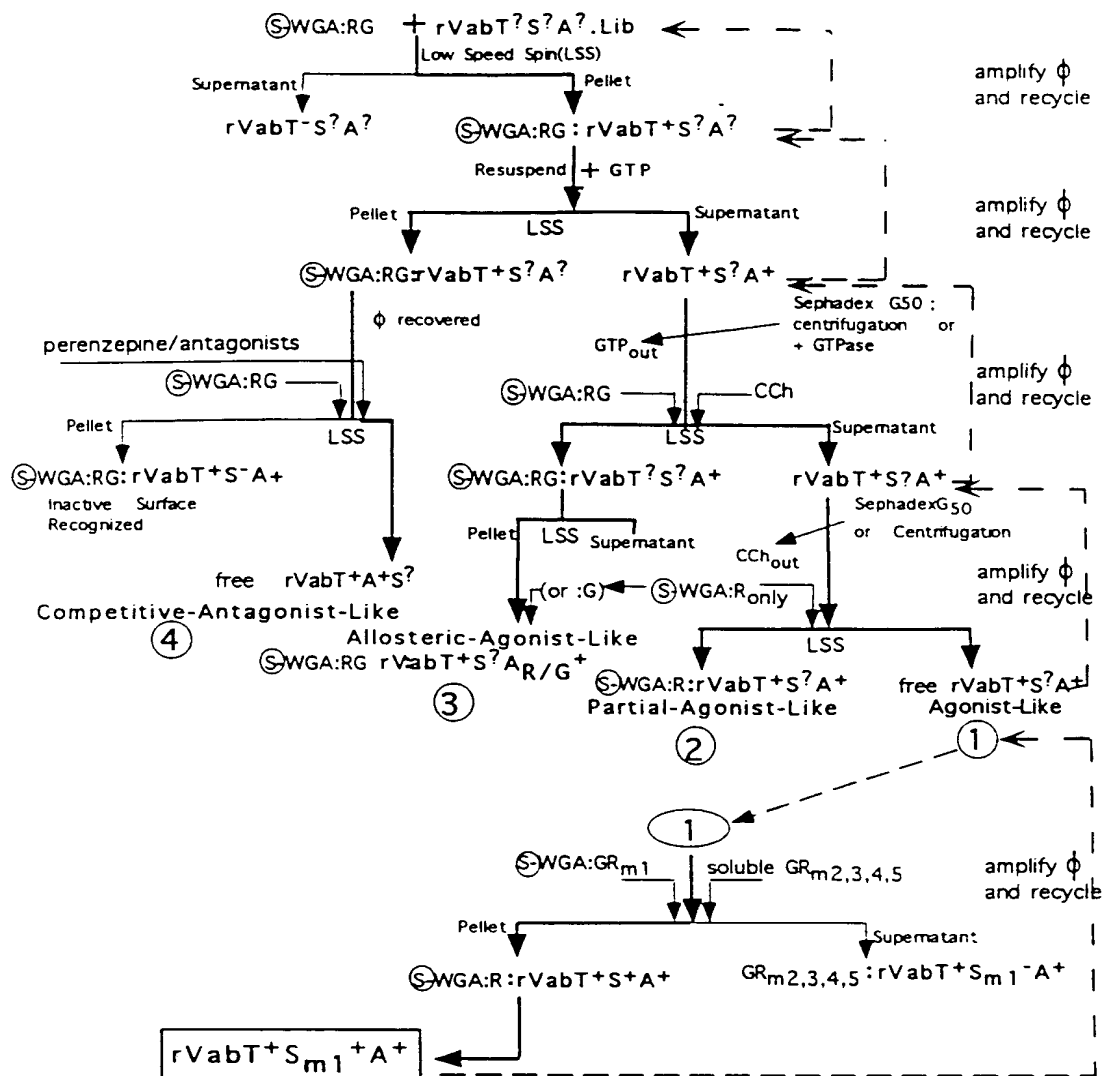 Ⓢ-WGA:RG + rVabT?S?A?.Lib
Low Speed Spin(LSS)
Supernatant
Pellet
amplify ϕ
and recycle
rVabT-S?A?
Ⓢ-WGA:RG : rVabT+S?A?
Resuspend + GTP
amplify ϕ
and recycle
Pellet
LSS
Supernatant
Ⓢ-WGA:RG:rVabT+S?A?
rVabT+S?A+
ϕ recovered
Sephadex G50 :
centrifugation or
+ GTPase
GTPout
perenzepine/antagonists
Ⓢ-WGA:RG
Ⓢ-WGA:RG
CCh
amplify ϕ
and recycle
Pellet
LSS
LSS
Supernatant
Ⓢ-WGA:RG: rVabT+S-A+
Inactive Surface
Recognized
Ⓢ-WGA:RG:rVabT?S?A+
rVabT+S?A+
SephadexG50
or Centrifugation
Pellet
LSS
Supernatant
CChout
free rVabT+A+S?
Competitive-Antagonist-Like
4
(or :G)
Ⓢ-WGA:Ronly
amplify ϕ
and recycle
Allosteric-Agonist-Like
Ⓢ-WGA:RG rVabT+S?AR/G+
3
LSS
Ⓢ-WGA:R:rVabT+S?A+
Partial-Agonist-Like
2
free rVabT+S?A+
Agonist-Like
1
1
Ⓢ-WGA:GRm1
soluble GRm2,3,4,5
amplify ϕ
and recycle
Pellet
Supernatant
Ⓢ-WGA:R:rVabT+S+A+
GRm2,3,4,5:rVabT+Sm1-A+
rVabT+Sm1+A+